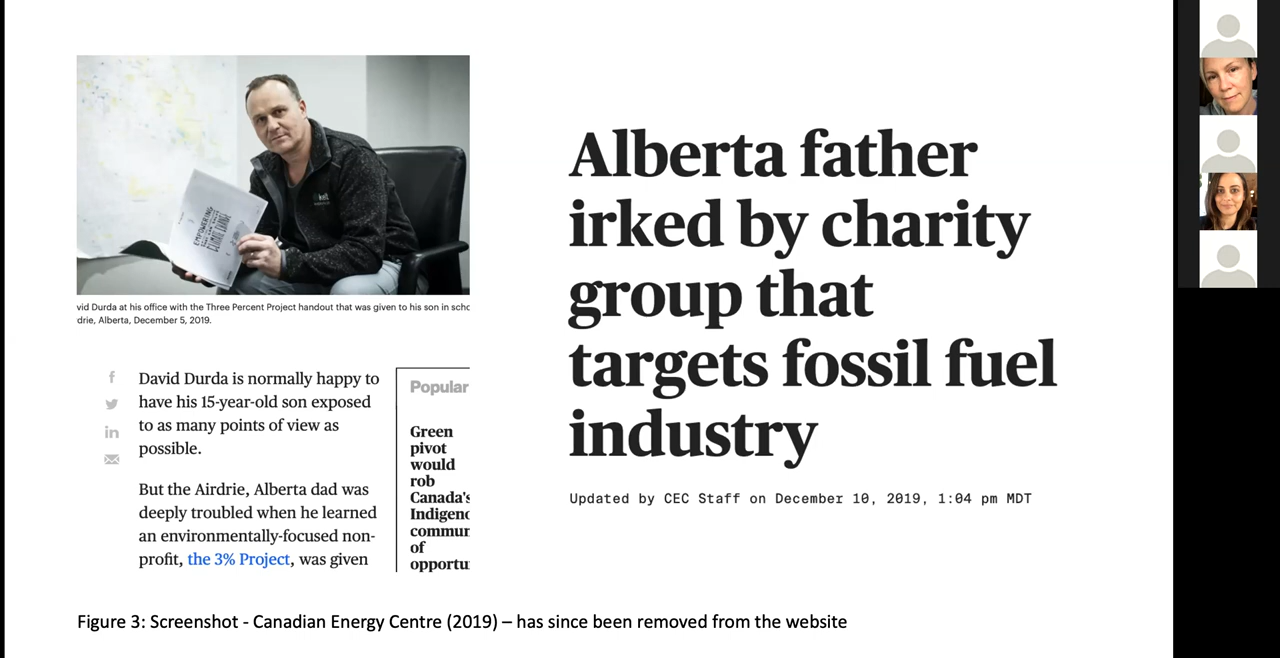 EMPOWERING
vid Durda at his office with the Three Percent Project handout that was given to his son in scho
drie, Alberta, December 5, 2019.
David Durda is normally happy to
have his 15-year-old son exposed
to as many points of view as
possible.
But the Airdrie, Alberta dad was
deeply troubled when he learned
an environmentally-focused non-
profit, the 3% Project, was given
Popular
Green
pivot
would
rob
Canada's
Indigeno
commun
of
opportu
Alberta father
irked by charity
group that
targets fossil fuel
industry
Updated by CEC Staff on December 10, 2019, 1:04 pm MDT
Figure 3: Screenshot - Canadian Energy Centre (2019) – has since been removed from the website